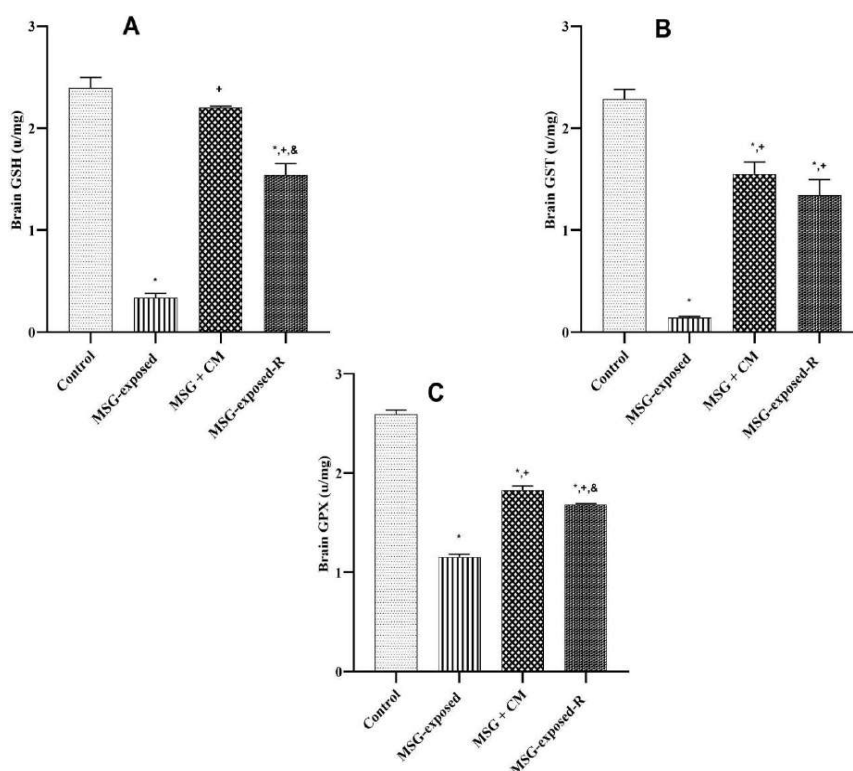 A
Brain GSH (u/mg)
3
2
1
0
*
+
*,+,&
Control
MSG-exposed
MSG + CM
MSG-exposed-R
B
Brain GST (u/mg)
3
2
1
0
*
*,+
*,+
Control
MSG-exposed
MSG + CM
MSG-exposed-R
C
Brain GPX (u/mg)
3
2
1
0
*
*,+
*,+,&
Control
MSG-exposed
MSG + CM
MSG-exposed-R